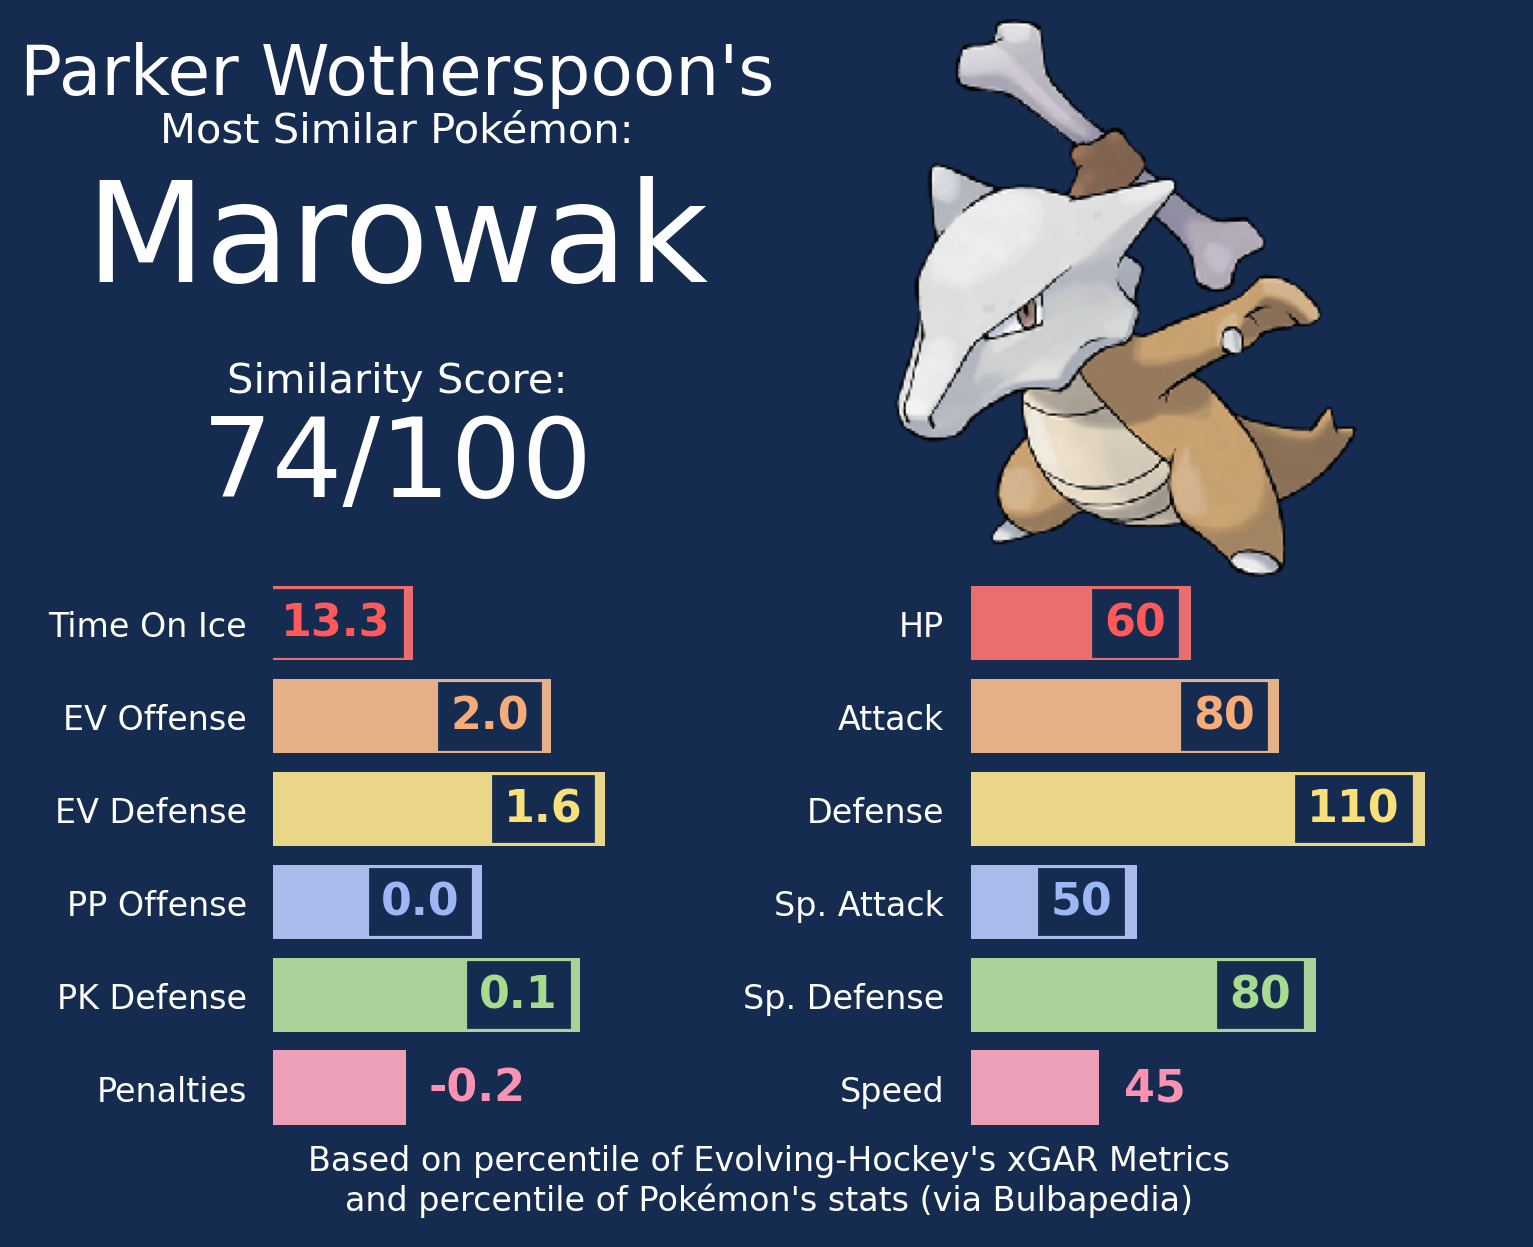 Parker Wotherspoon's
Most Similar Pokémon:
Marowak
Similarity Score:
74/100
Time On Ice 13.3
EV Offense 2.0
EV Defense 1.6
PP Offense 0.0
PK Defense 0.1
Penalties -0.2
HP 60
Attack 80
Defense 110
Sp. Attack 50
Sp. Defense 80
Speed 45
Based on percentile of Evolving-Hockey's xGAR Metrics
and percentile of Pokémon's stats (via Bulbapedia)